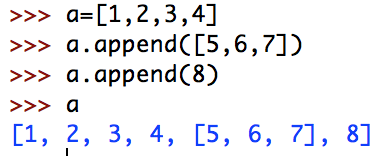 >>> a=[1,2,3,4]
>>> a.append([5,6,7])
>>> a.append(8)
>>> a
[1, 2, 3, 4, [5, 6, 7], 8]